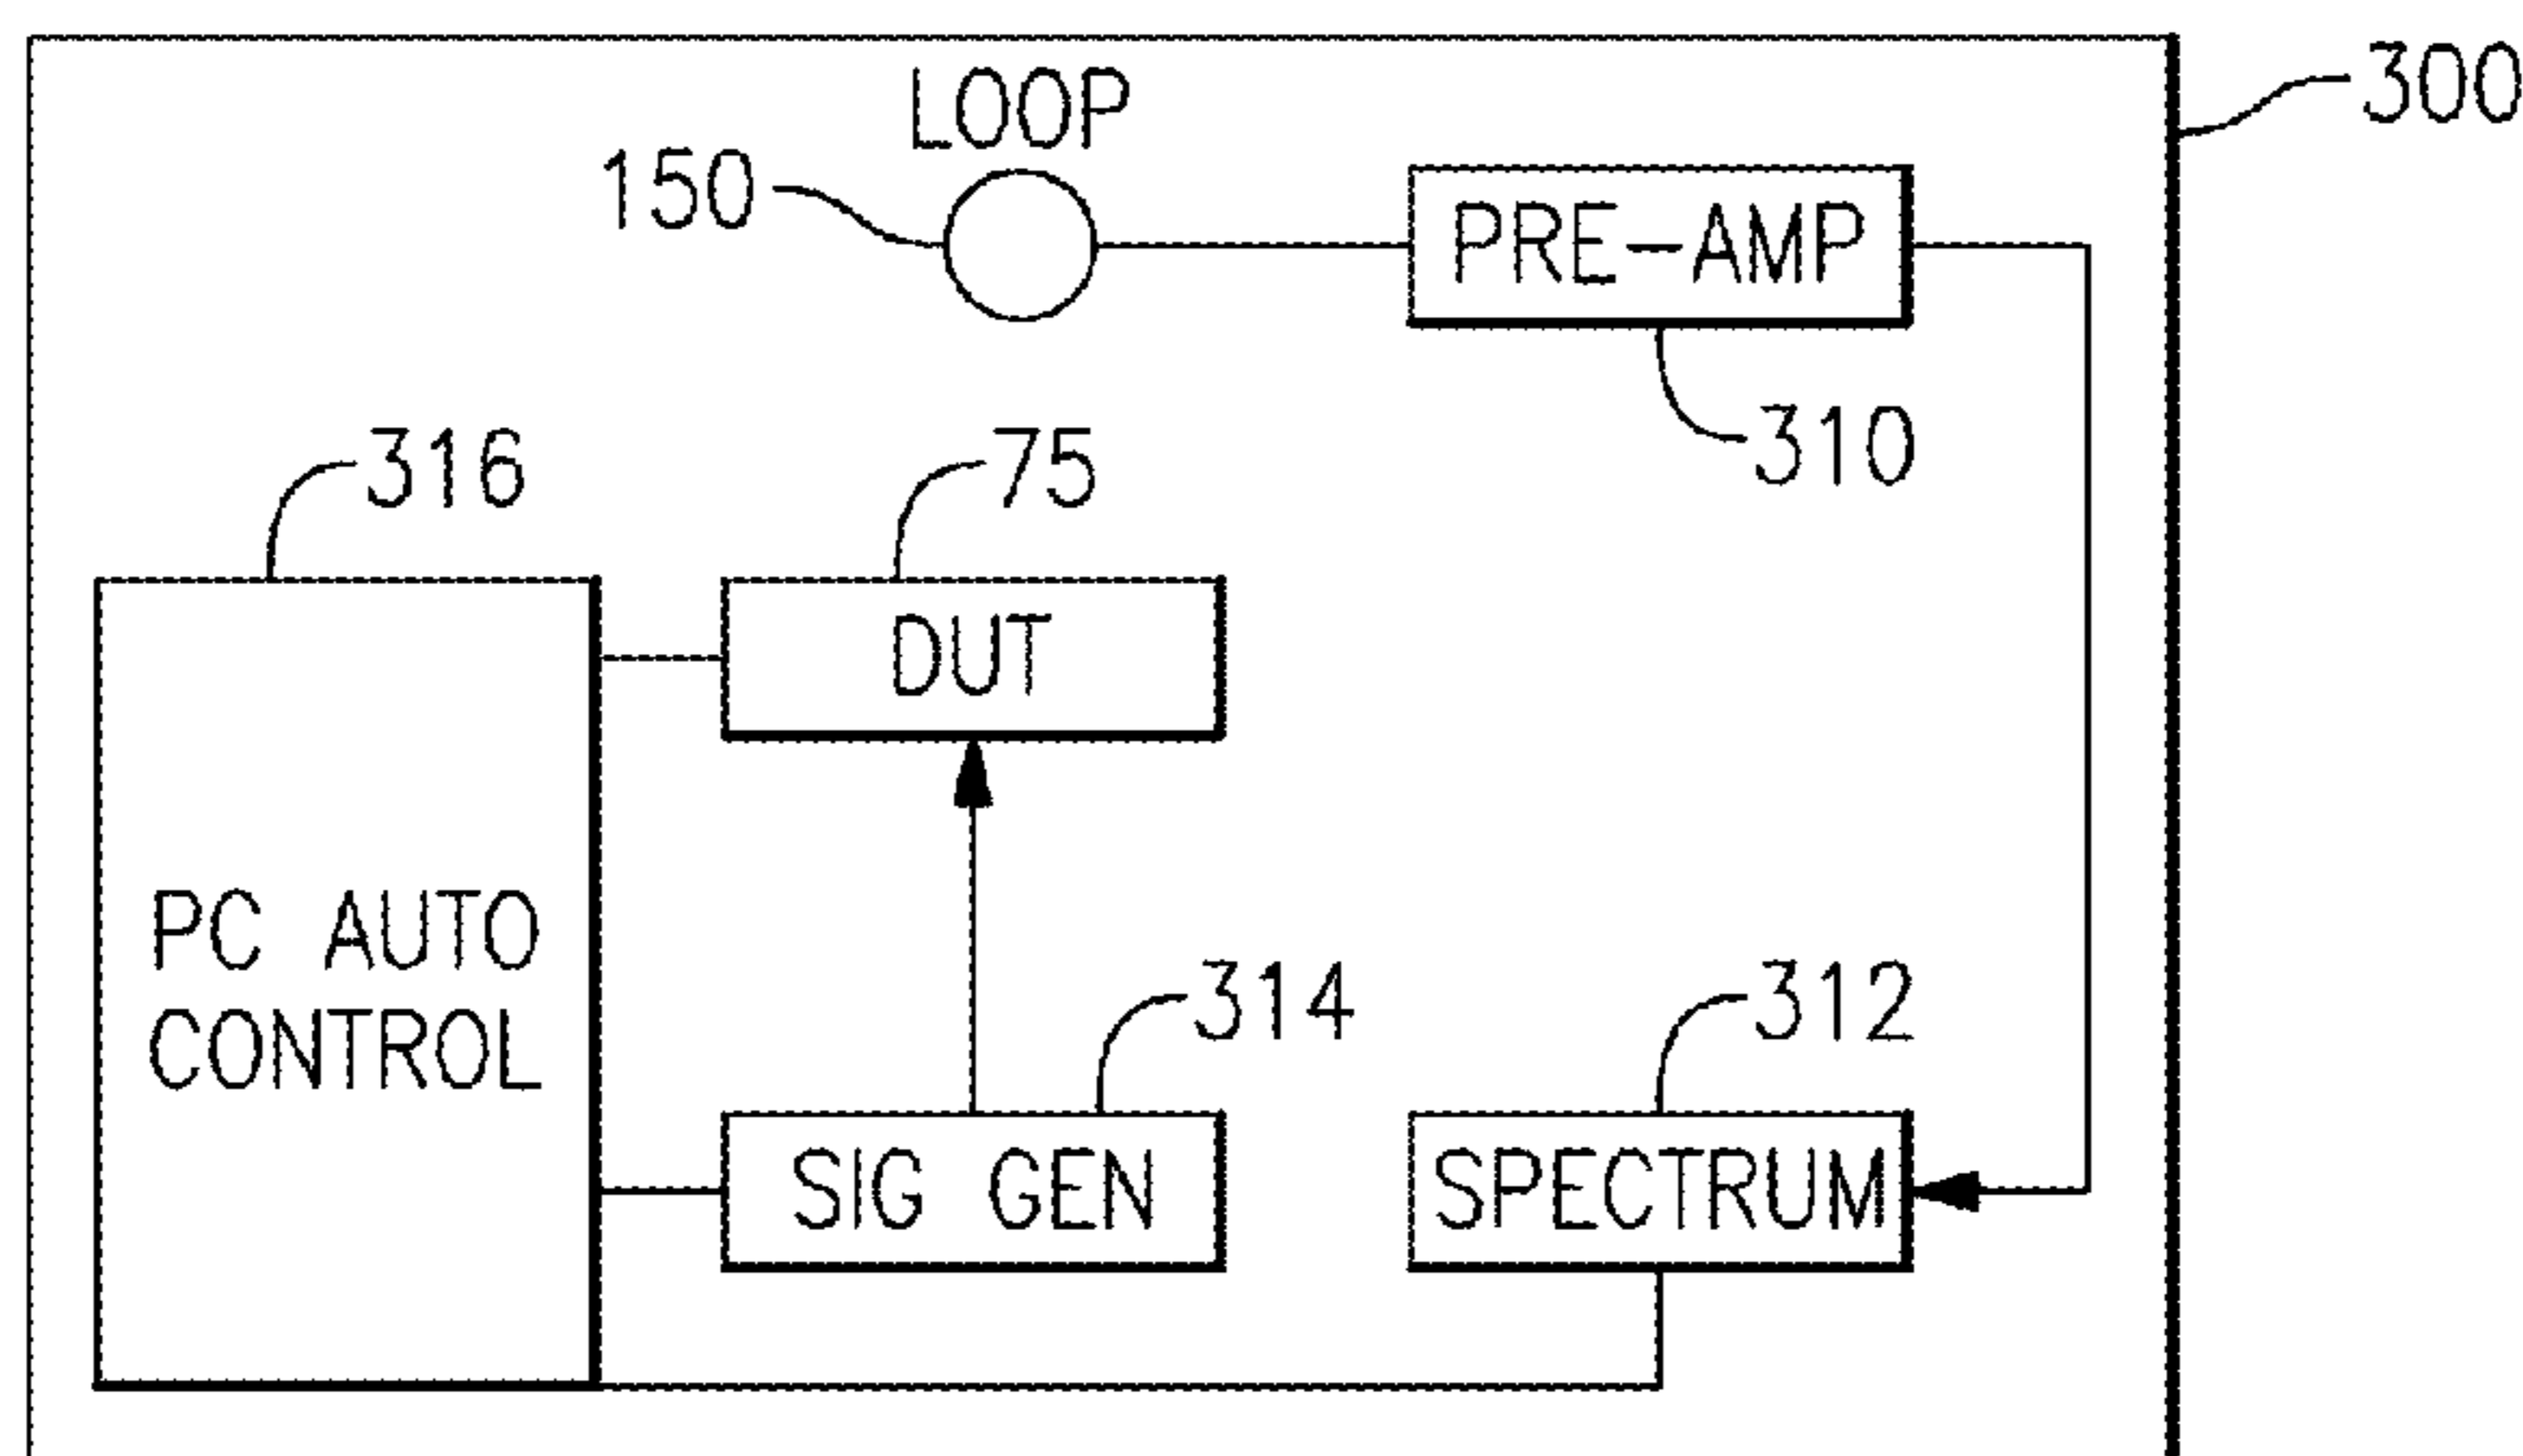 LOOP
300
150
PRE-AMP
310
316
75
DUT
PC AUTO
CONTROL
314
312
SIG GEN
SPECTRUM